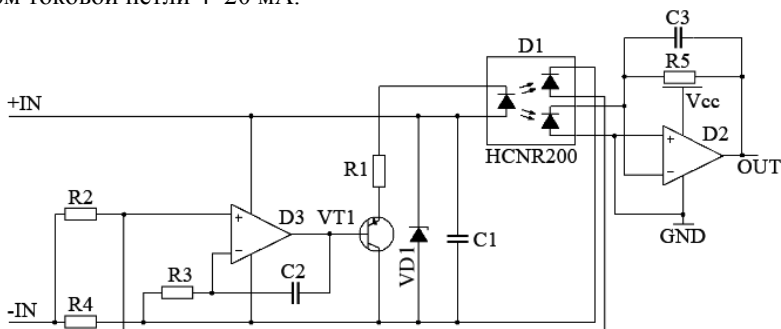 ом токовой петли 4–20 мА.
C3
D1
R5
+IN
Vcc
D2
HCNR200
R1
OUT
R2
D3
VT1
GND
C1
VD1
R3
C2
-IN
R4